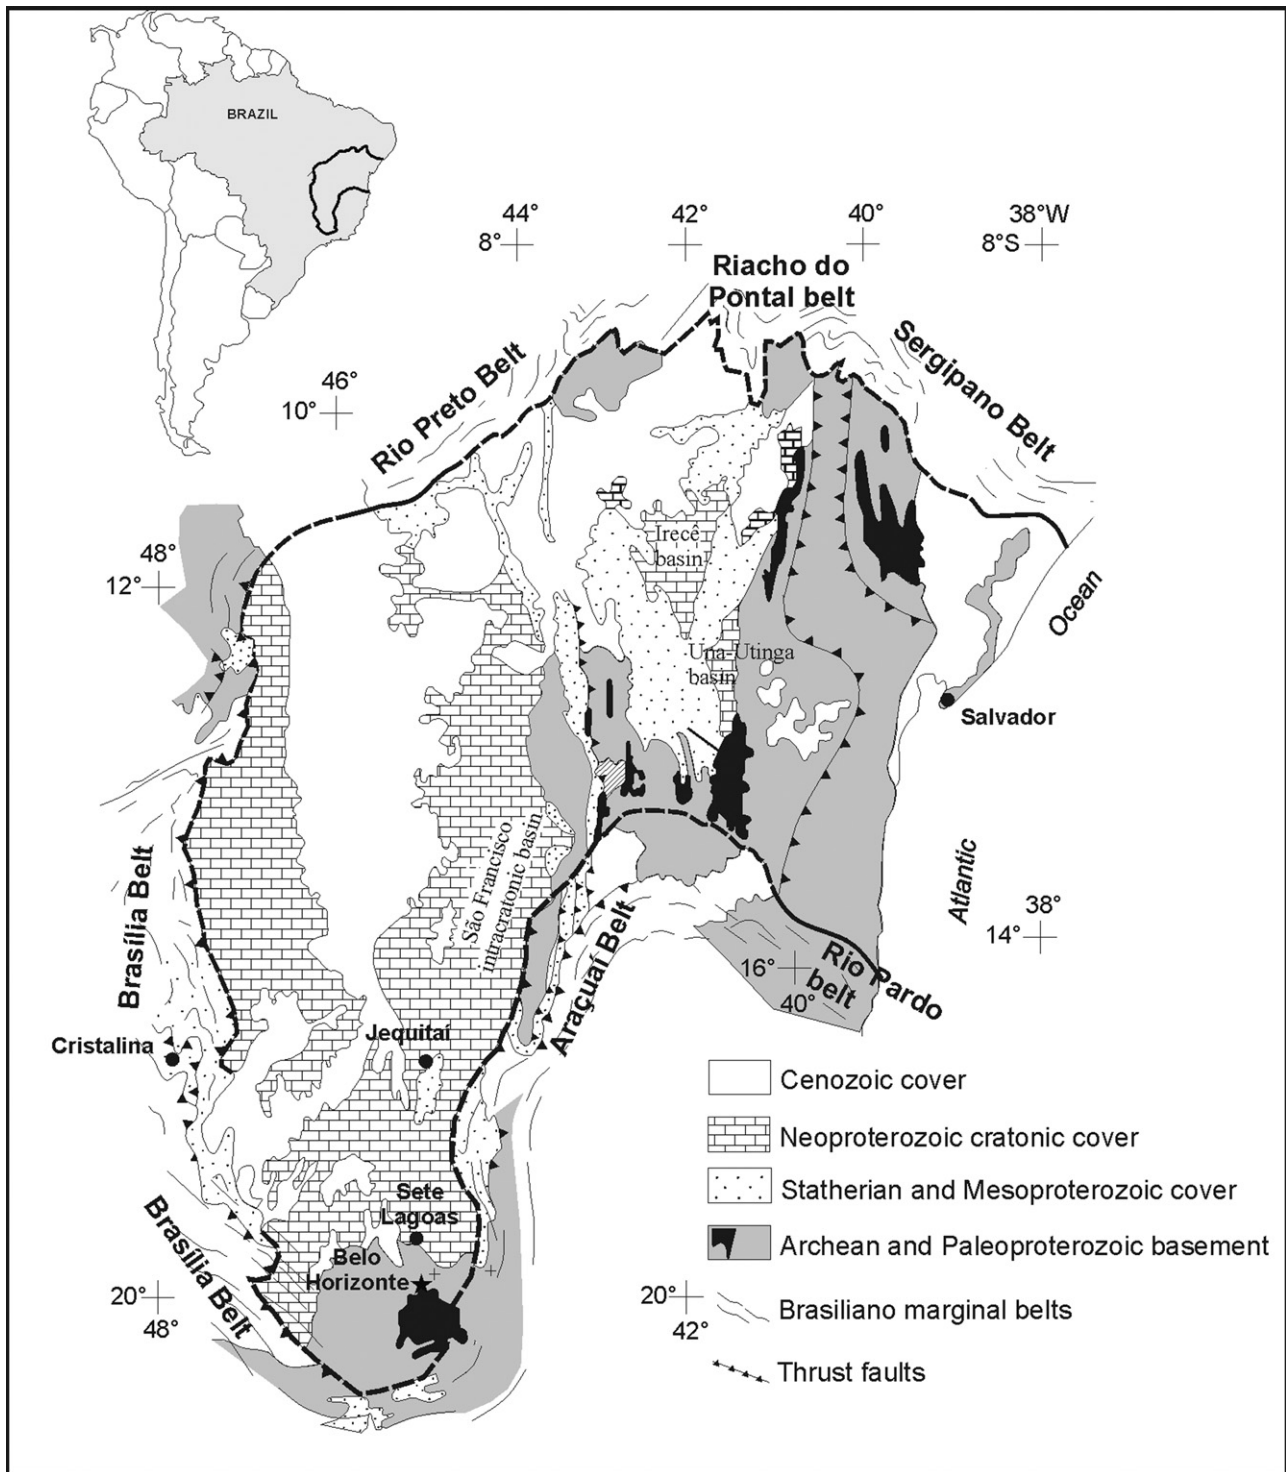 BRAZIL
44°
42°
40°
38°W
8°
8°S
Riacho do
Pontal belt
Sergipano Belt
46°
10°
Rio Preto Belt
48°
12°
Irecê
basin
Ocean
Una-Utinga
basin
Salvador
São Francisco
intracratonic basin
Brasília Belt
Atlantic
38°
14°
Araçuaí Belt
16°
40°
Rio Pardo
belt
Cristalina
Jequitaí
Cenozoic cover
Neoproterozoic cratonic cover
Statherian and Mesoproterozoic cover
Sete
Lagoas
Brasília Belt
Belo
Horizonte
Archean and Paleoproterozoic basement
20°
48°
20°
42°
Brasiliano marginal belts
Thrust faults